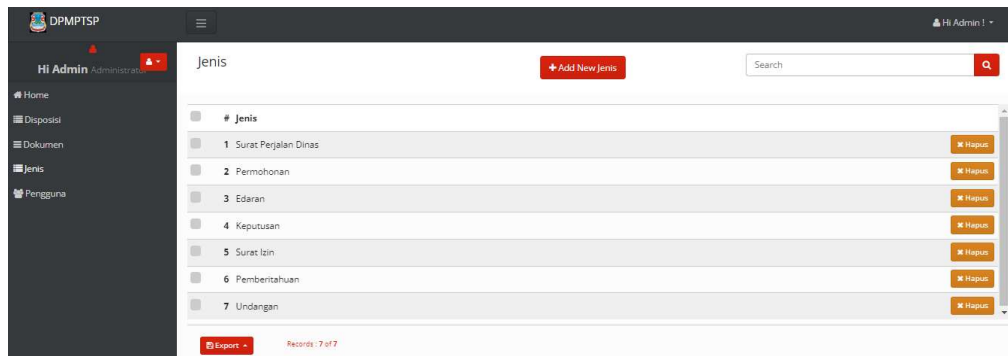 DPMPTSP
Hi Admin !
Hi Admin Administrator
Home
Disposisi
Dokumen
Jenis
Pengguna
Jenis
Add New Jenis
Search
# Jenis
1 Surat Perjalan Dinas Hapus
2 Permohonan Hapus
3 Edaran Hapus
4 Keputusan Hapus
5 Surat Izin Hapus
6 Pemberitahuan Hapus
7 Undangan Hapus
Export
Records : 7 of 7